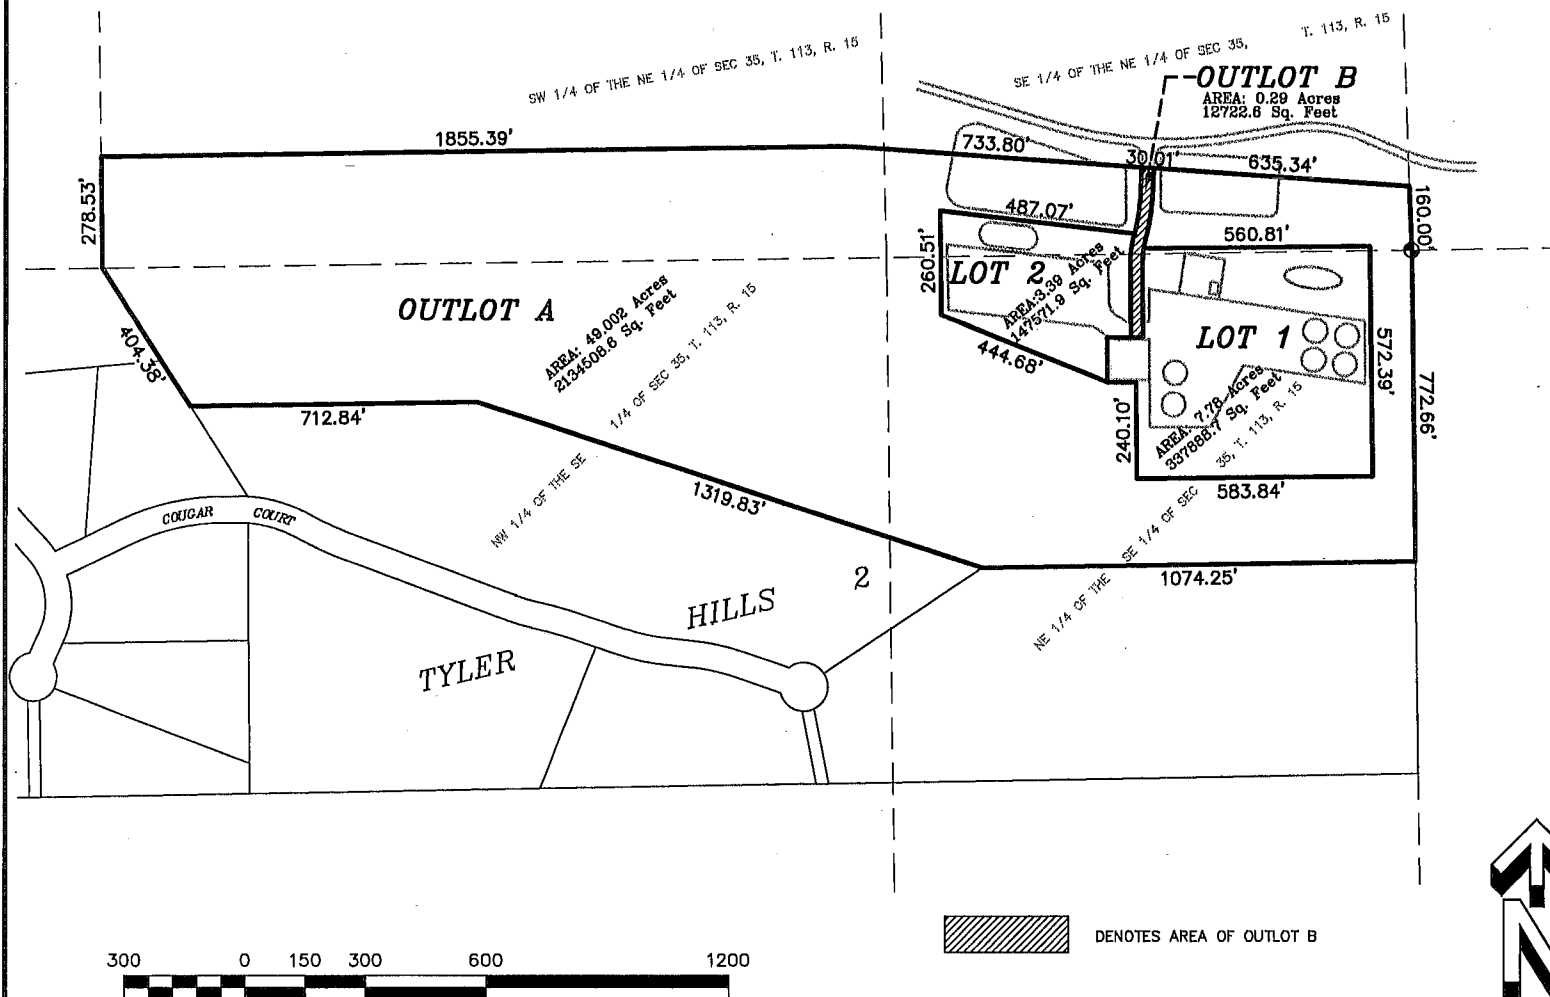 SW 1/4 OF THE NE 1/4 OF SEC 35, T. 113, R. 15
SE 1/4 OF THE NE 1/4 OF SEC 35,
T. 113, R. 15
OUTLOT B
AREA: 0.29 Acres
12722.6 Sq. Feet
1855.39'
733.80'
30.01'
635.34'
278.53'
160.00'
487.07'
560.81'
260.51'
LOT 2
AREA:3.39 Acres
147571.9 Sq. Feet
OUTLOT A
AREA: 49.002 Acres
2134508.6 Sq. Feet
404.38'
LOT 1
572.39'
772.66'
444.68'
AREA: 7.78 Acres
337888.7 Sq. Feet
240.10'
712.84'
NW 1/4 OF THE SE 1/4 OF SEC 35, T. 113, R. 15
1319.83'
583.84'
NE 1/4 OF THE SE 1/4 OF SEC 35, T. 113, R. 15
1074.25'
COUGAR COURT
TYLER HILLS 2
DENOTES AREA OF OUTLOT B
300 0 150 300 600 1200
N